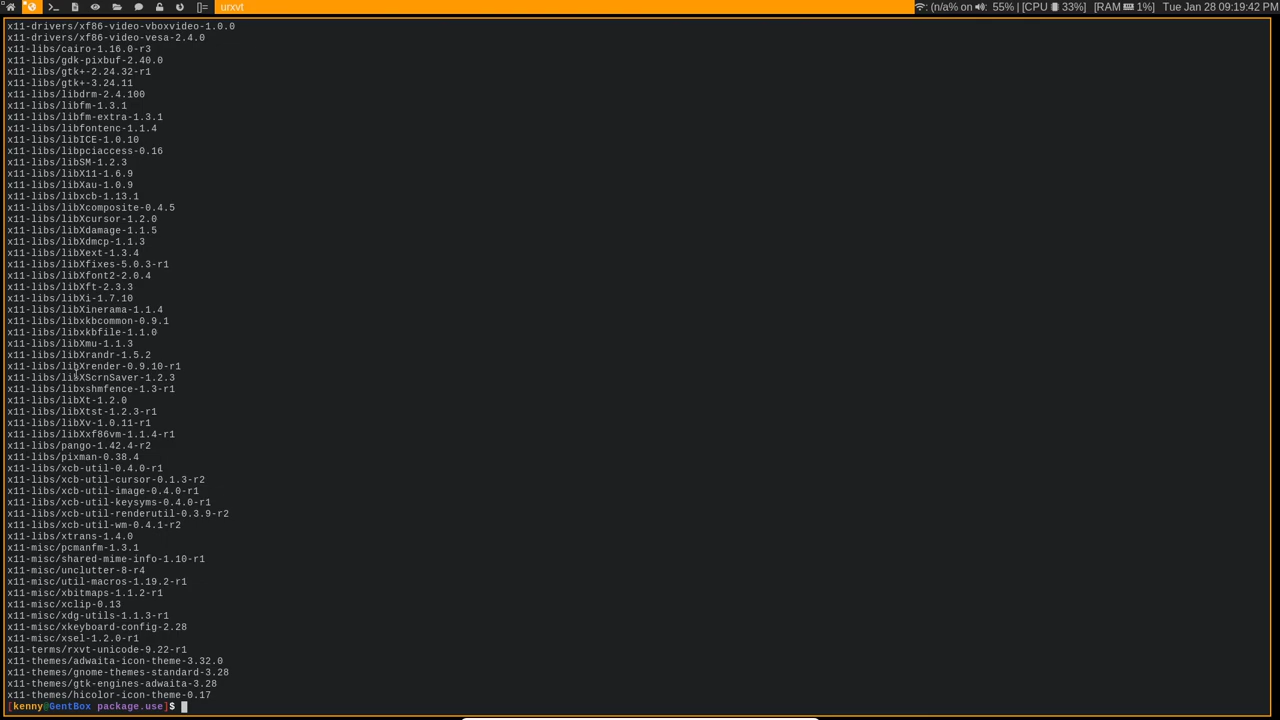 []= urxvt (n/a% on 55% | [CPU 33%] [RAM 1%] Tue Jan 28 09:19:42 PM
x11-drivers/xf86-video-vboxvideo-1.0.0
x11-drivers/xf86-video-vesa-2.4.0
x11-libs/cairo-1.16.0-r3
x11-libs/gdk-pixbuf-2.40.0
x11-libs/gtk+-2.24.32-r1
x11-libs/gtk+-3.24.11
x11-libs/libdrm-2.4.100
x11-libs/libfm-1.3.1
x11-libs/libfm-extra-1.3.1
x11-libs/libfontenc-1.1.4
x11-libs/libICE-1.0.10
x11-libs/libpciaccess-0.16
x11-libs/libSM-1.2.3
x11-libs/libX11-1.6.9
x11-libs/libXau-1.0.9
x11-libs/libxcb-1.13.1
x11-libs/libXcomposite-0.4.5
x11-libs/libXcursor-1.2.0
x11-libs/libXdamage-1.1.5
x11-libs/libXdmcp-1.1.3
x11-libs/libXext-1.3.4
x11-libs/libXfixes-5.0.3-r1
x11-libs/libXfont2-2.0.4
x11-libs/libXft-2.3.3
x11-libs/libXi-1.7.10
x11-libs/libXinerama-1.1.4
x11-libs/libxkbcommon-0.9.1
x11-libs/libxkbfile-1.1.0
x11-libs/libXmu-1.1.3
x11-libs/libXrandr-1.5.2
x11-libs/libXrender-0.9.10-r1
x11-libs/libXScrnSaver-1.2.3
x11-libs/libxshmfence-1.3-r1
x11-libs/libXt-1.2.0
x11-libs/libXtst-1.2.3-r1
x11-libs/libXv-1.0.11-r1
x11-libs/libXxf86vm-1.1.4-r1
x11-libs/pango-1.42.4-r2
x11-libs/pixman-0.38.4
x11-libs/xcb-util-0.4.0-r1
x11-libs/xcb-util-cursor-0.1.3-r2
x11-libs/xcb-util-image-0.4.0-r1
x11-libs/xcb-util-keysyms-0.4.0-r1
x11-libs/xcb-util-renderutil-0.3.9-r2
x11-libs/xcb-util-wm-0.4.1-r2
x11-libs/xtrans-1.4.0
x11-misc/pcmanfm-1.3.1
x11-misc/shared-mime-info-1.10-r1
x11-misc/unclutter-8-r4
x11-misc/util-macros-1.19.2-r1
x11-misc/xbitmaps-1.1.2-r1
x11-misc/xclip-0.13
x11-misc/xdg-utils-1.1.3-r1
x11-misc/xkeyboard-config-2.28
x11-misc/xsel-1.2.0-r1
x11-terms/rxvt-unicode-9.22-r1
x11-themes/adwaita-icon-theme-3.32.0
x11-themes/gnome-themes-standard-3.28
x11-themes/gtk-engines-adwaita-3.28
x11-themes/hicolor-icon-theme-0.17
[kenny@GentBox package.use]$